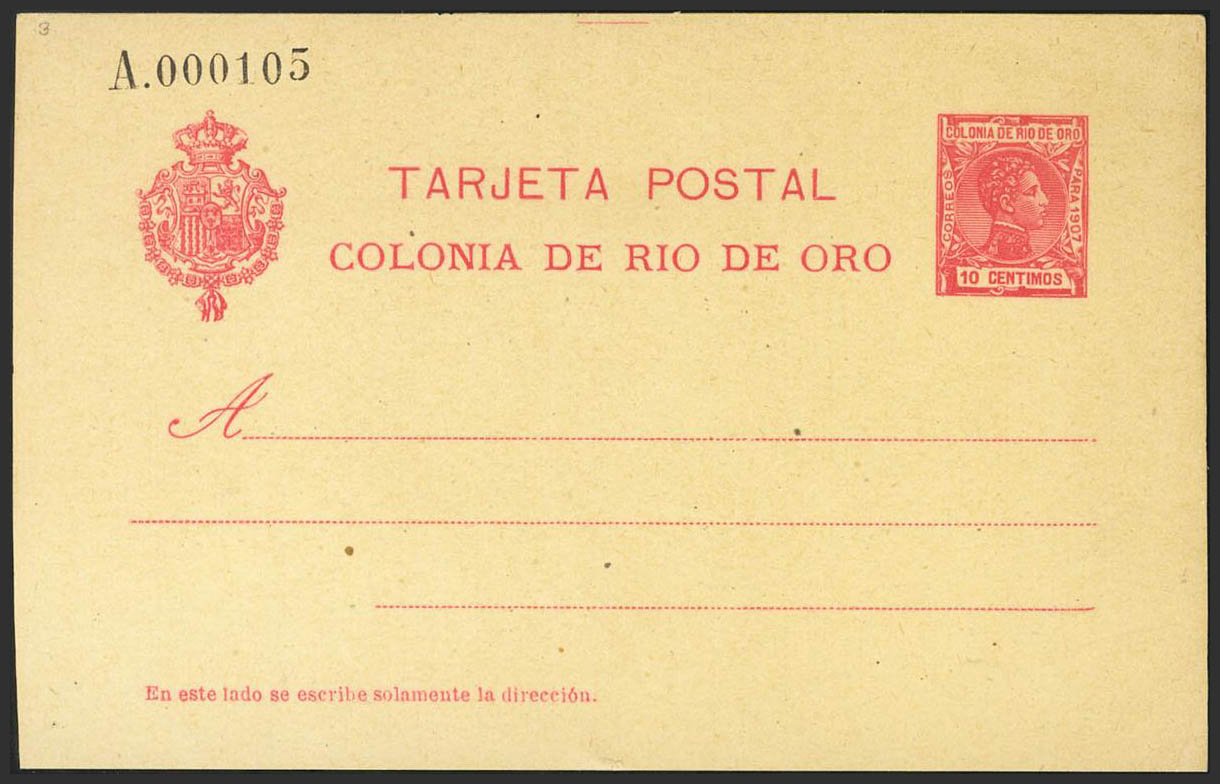 3
A.000105
TARJETA POSTAL
COLONIA DE RIO DE ORO
COLONIA DE RIO DE ORO
CORREOS
PARA 1907
10 CENTIMOS
A
En este lado se escribe solamente la dirección.